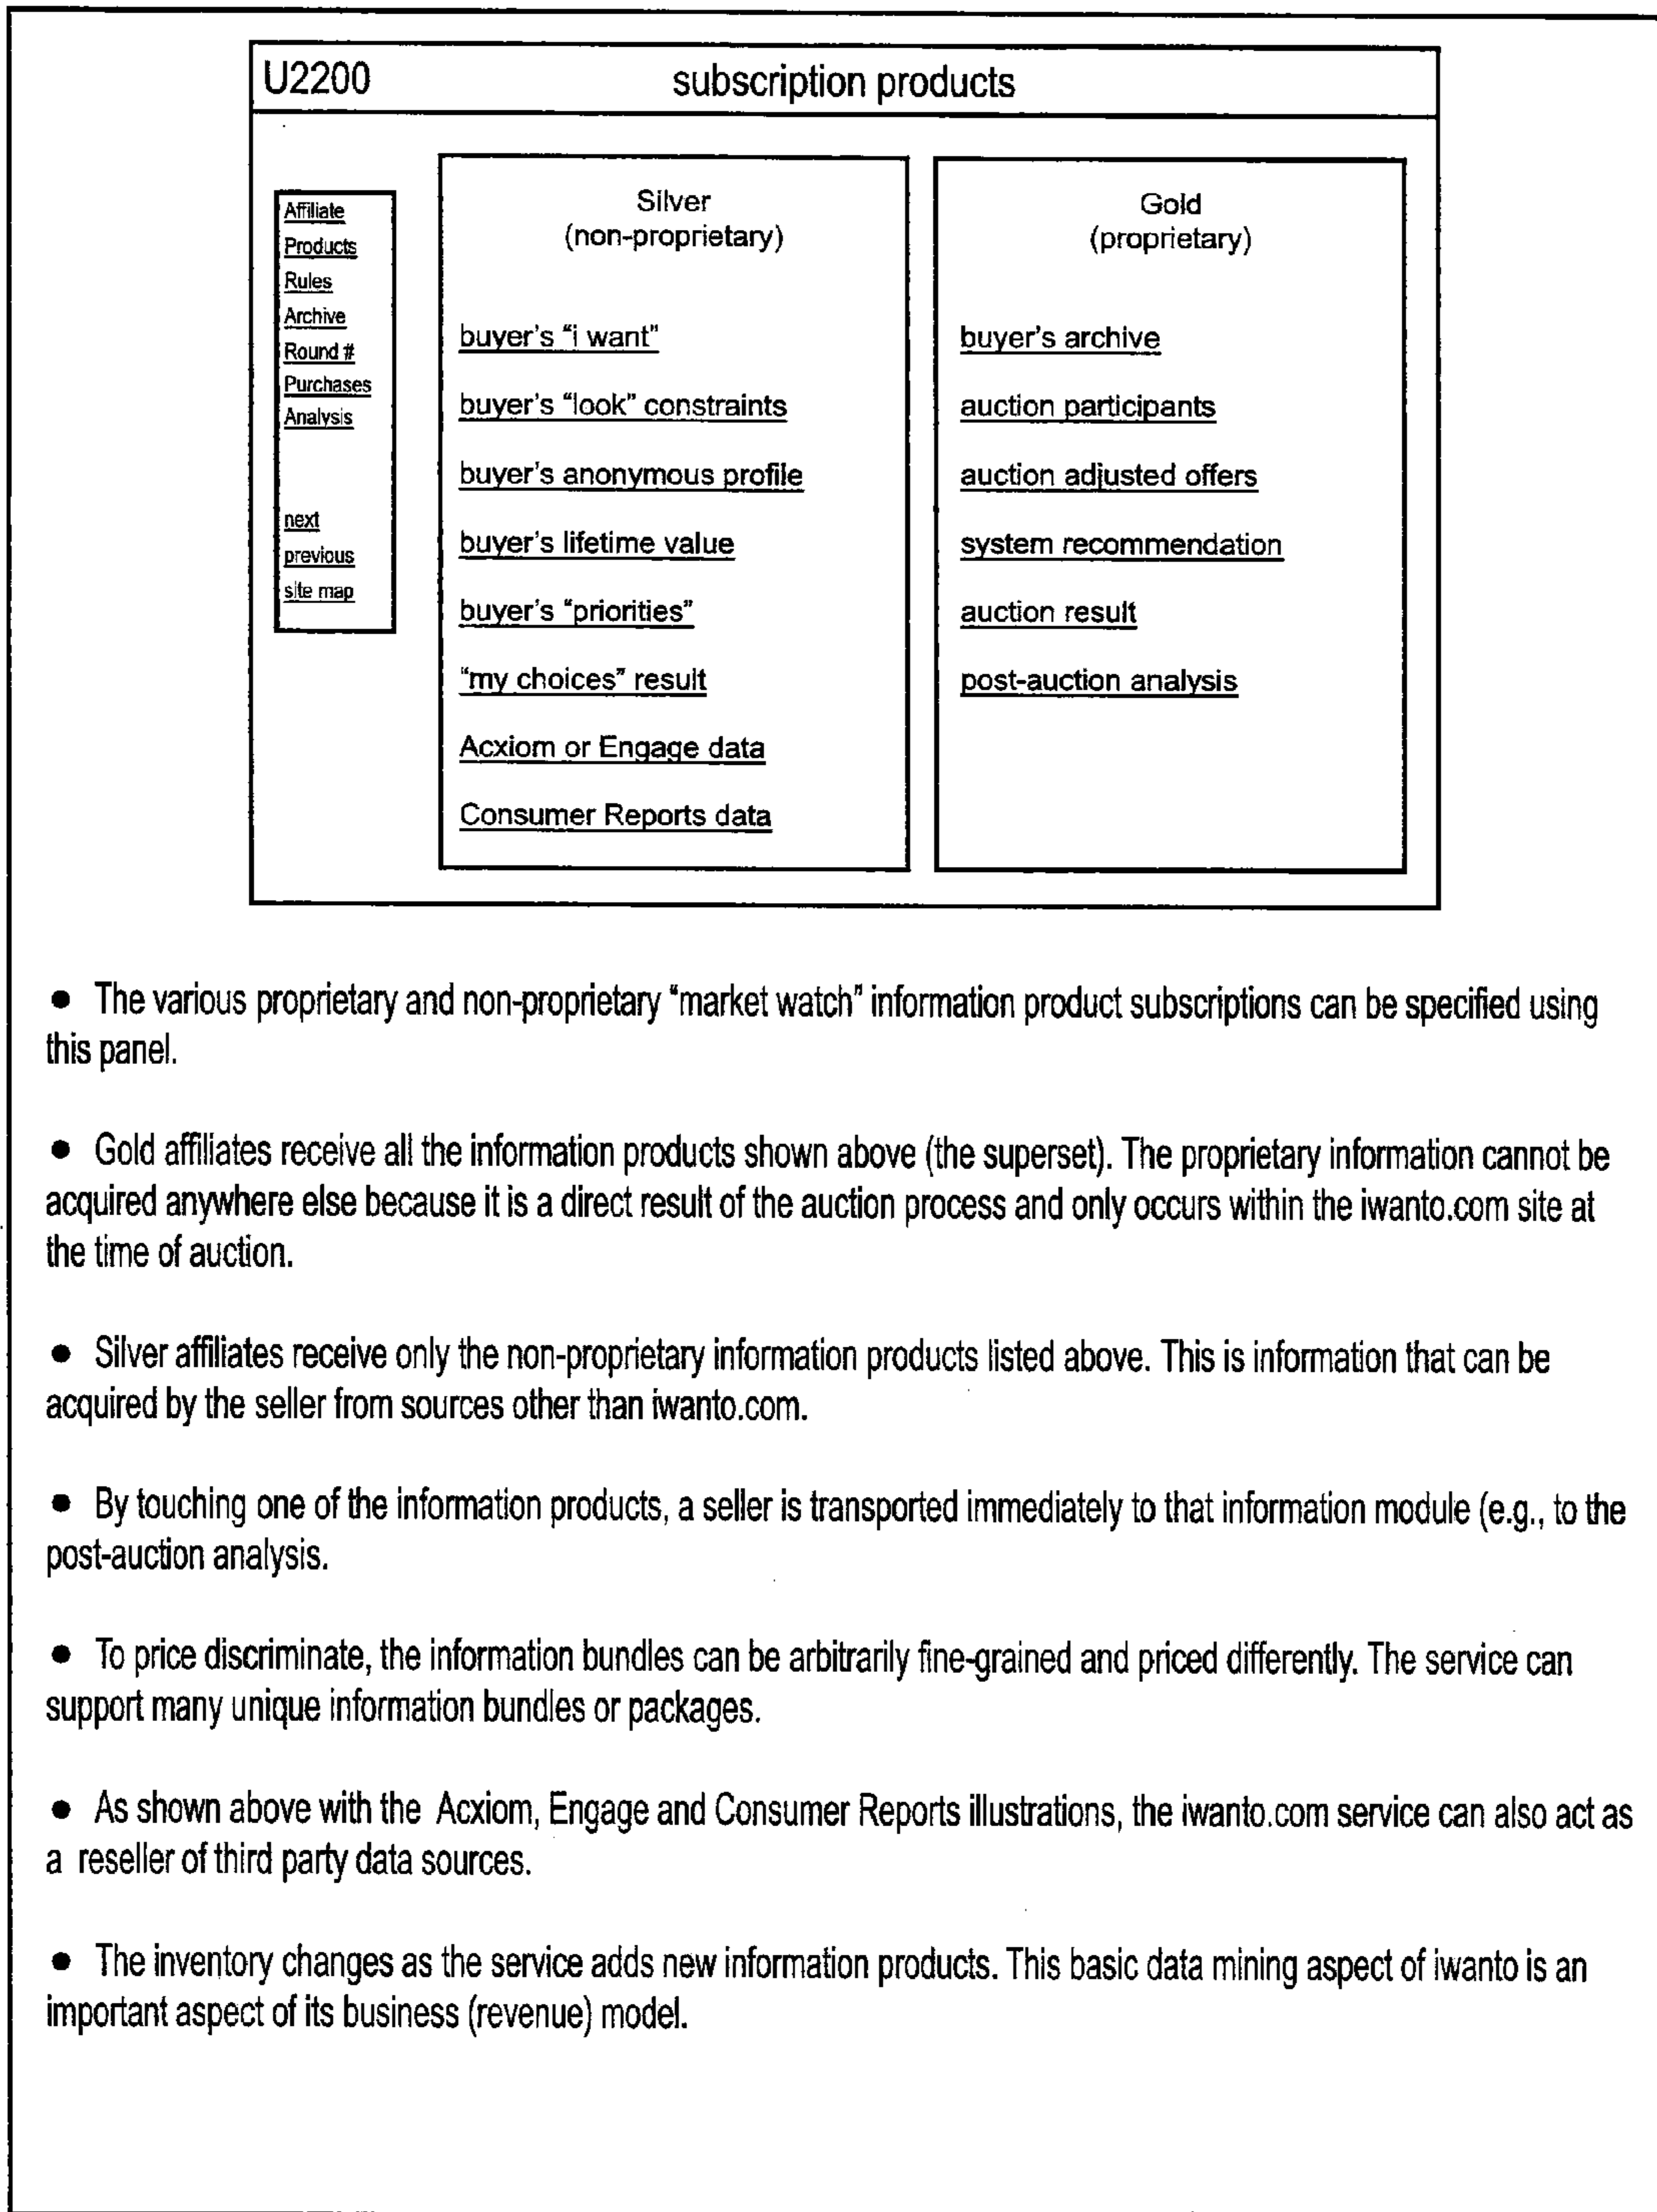 U2200 subscription products
Affiliate
Products
Rules
Archive
Round #
Purchases
Analysis
next
previous
site map
Silver
(non-proprietary)
buyer's “i want”
buyer's “look” constraints
buyer's anonymous profile
buyer's lifetime value
buyer's “priorities”
“my choices” result
Acxiom or Engage data
Consumer Reports data
Gold
(proprietary)
buyer's archive
auction participants
auction adjusted offers
system recommendation
auction result
post-auction analysis
● The various proprietary and non-proprietary “market watch” information product subscriptions can be specified using
this panel.
● Gold affiliates receive all the information products shown above (the superset). The proprietary information cannot be
acquired anywhere else because it is a direct result of the auction process and only occurs within the iwanto.com site at
the time of auction.
● Silver affiliates receive only the non-proprietary information products listed above. This is information that can be
acquired by the seller from sources other than iwanto.com.
● By touching one of the information products, a seller is transported immediately to that information module (e.g., to the
post-auction analysis.
● To price discriminate, the information bundles can be arbitrarily fine-grained and priced differently. The service can
support many unique information bundles or packages.
● As shown above with the Acxiom, Engage and Consumer Reports illustrations, the iwanto.com service can also act as
a reseller of third party data sources.
● The inventory changes as the service adds new information products. This basic data mining aspect of iwanto is an
important aspect of its business (revenue) model.